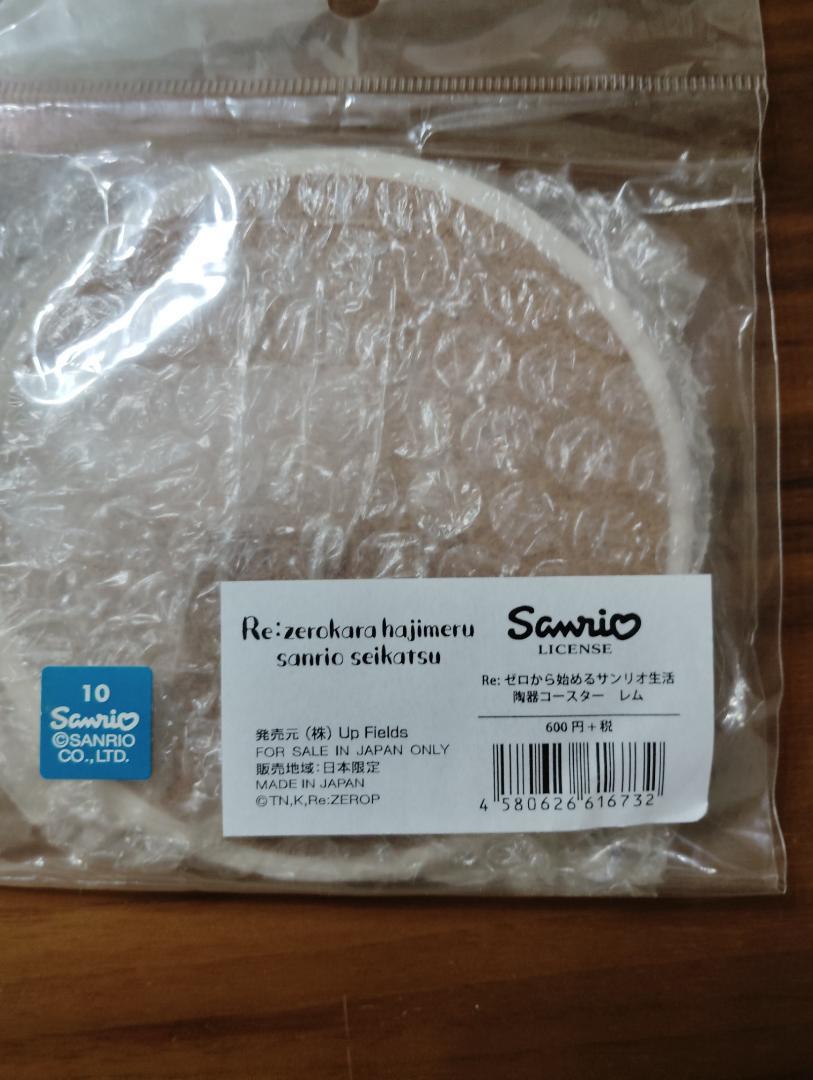 Re:zerokara hajimeru
sanrio seikatsu
Sanrio
LICENSE
Re: ゼロから始めるサンリオ生活
陶器コースター　レム
600 円 + 税
発売元 (株) Up Fields
FOR SALE IN JAPAN ONLY
販売地域:日本限定
MADE IN JAPAN
©TN,K,Re:ZEROP
4 580626 616732
10
Sanrio
©SANRIO
CO.,LTD.